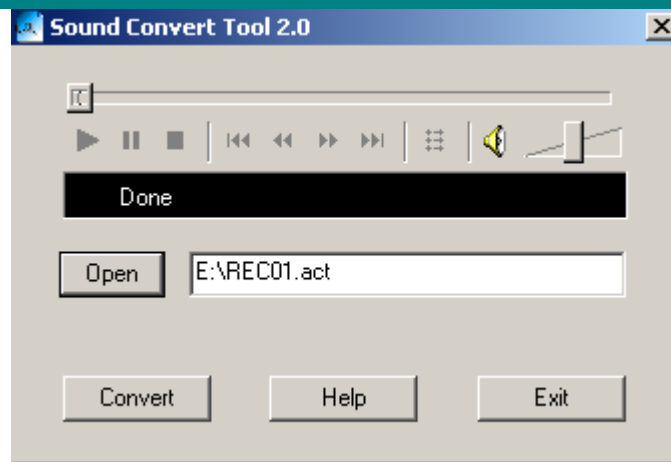 Sound Convert Tool 2.0
Done
Open
E:\REC01.act
Convert
Help
Exit